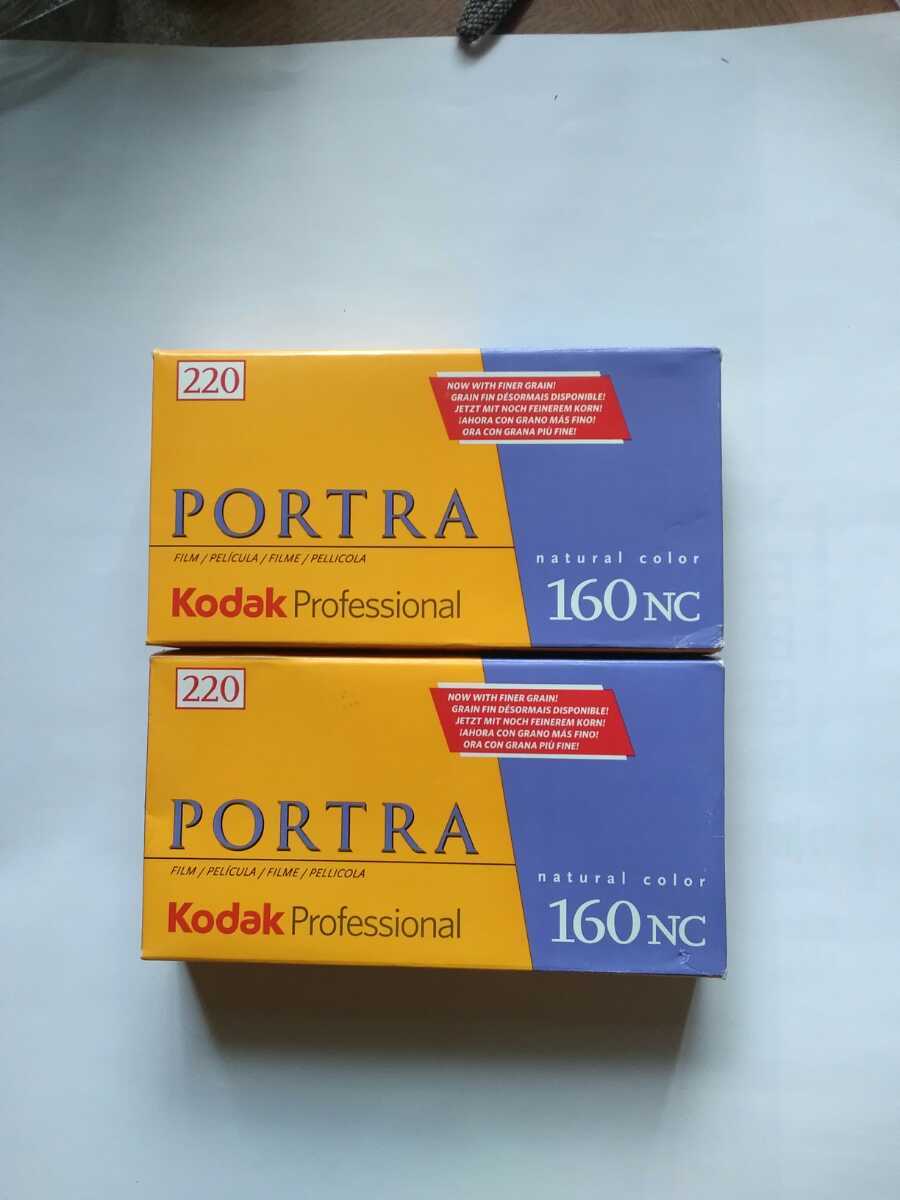 220
NOW WITH FINER GRAIN!
GRAIN FIN DÉSORMAIS DISPONIBLE!
JETZT MIT NOCH FEINEREM KORN!
¡AHORA CON GRANO MÁS FINO!
ORA CON GRANA PIÙ FINE!
PORTRA
FILM / PELÍCULA / FILME / PELLICOLA
natural color
Kodak Professional
160 NC
220
NOW WITH FINER GRAIN!
GRAIN FIN DÉSORMAIS DISPONIBLE!
JETZT MIT NOCH FEINEREM KORN!
¡AHORA CON GRANO MÁS FINO!
ORA CON GRANA PIÙ FINE!
PORTRA
FILM / PELÍCULA / FILME / PELLICOLA
natural color
Kodak Professional
160 NC